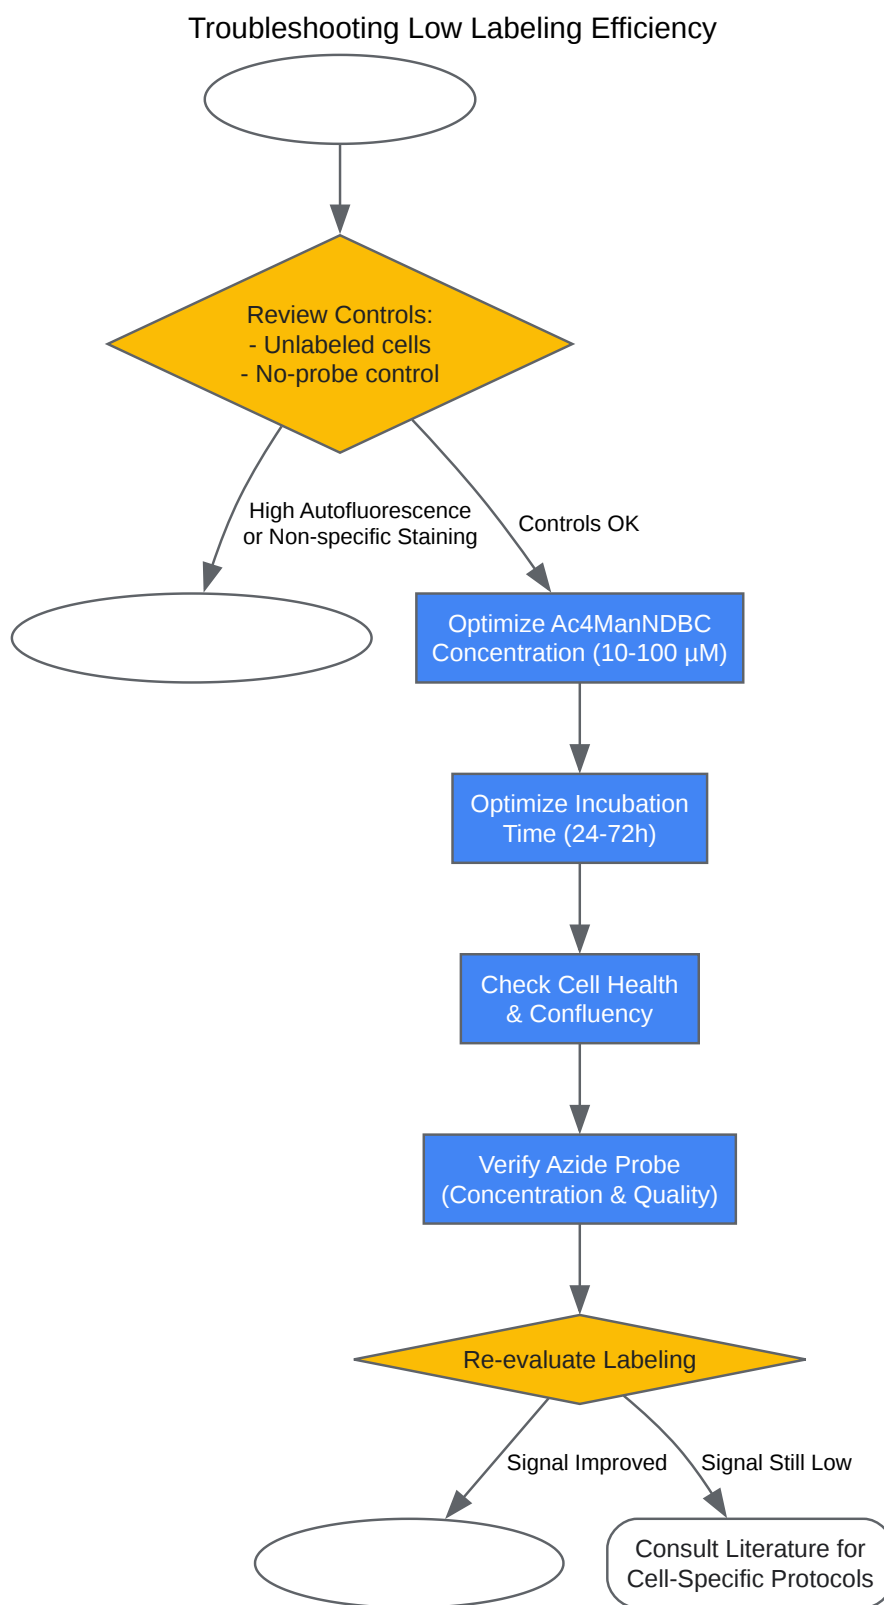 Troubleshooting Low Labeling Efficiency
Review Controls:
- Unlabeled cells
- No-probe control
High Autofluorescence
or Non-specific Staining
Controls OK
Optimize Ac4ManNDBC
Concentration (10-100 µM)
Optimize Incubation
Time (24-72h)
Check Cell Health
& Confluency
Verify Azide Probe
(Concentration & Quality)
Re-evaluate Labeling
Signal Improved
Signal Still Low
Consult Literature for
Cell-Specific Protocols